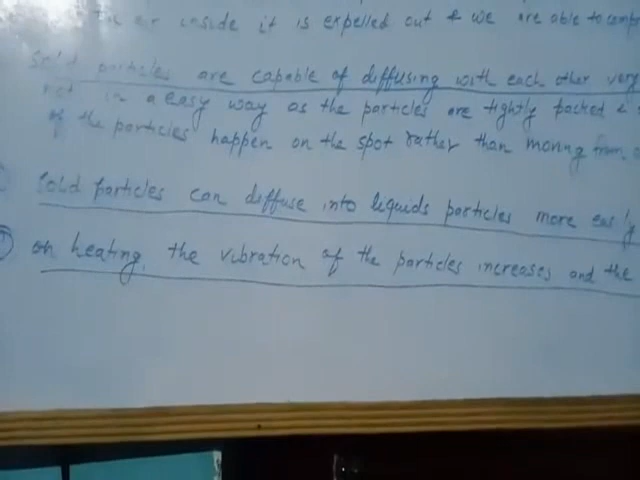 air inside it is expelled out & we are able to compr
Solid particles are capable of diffusing with each other very
not in a easy way as the particles are tightly packed &
of the particles happen on the spot rather than moving from
Solid particles can diffuse into liquids particles more easily
on heating, the vibration of the particles increases and the